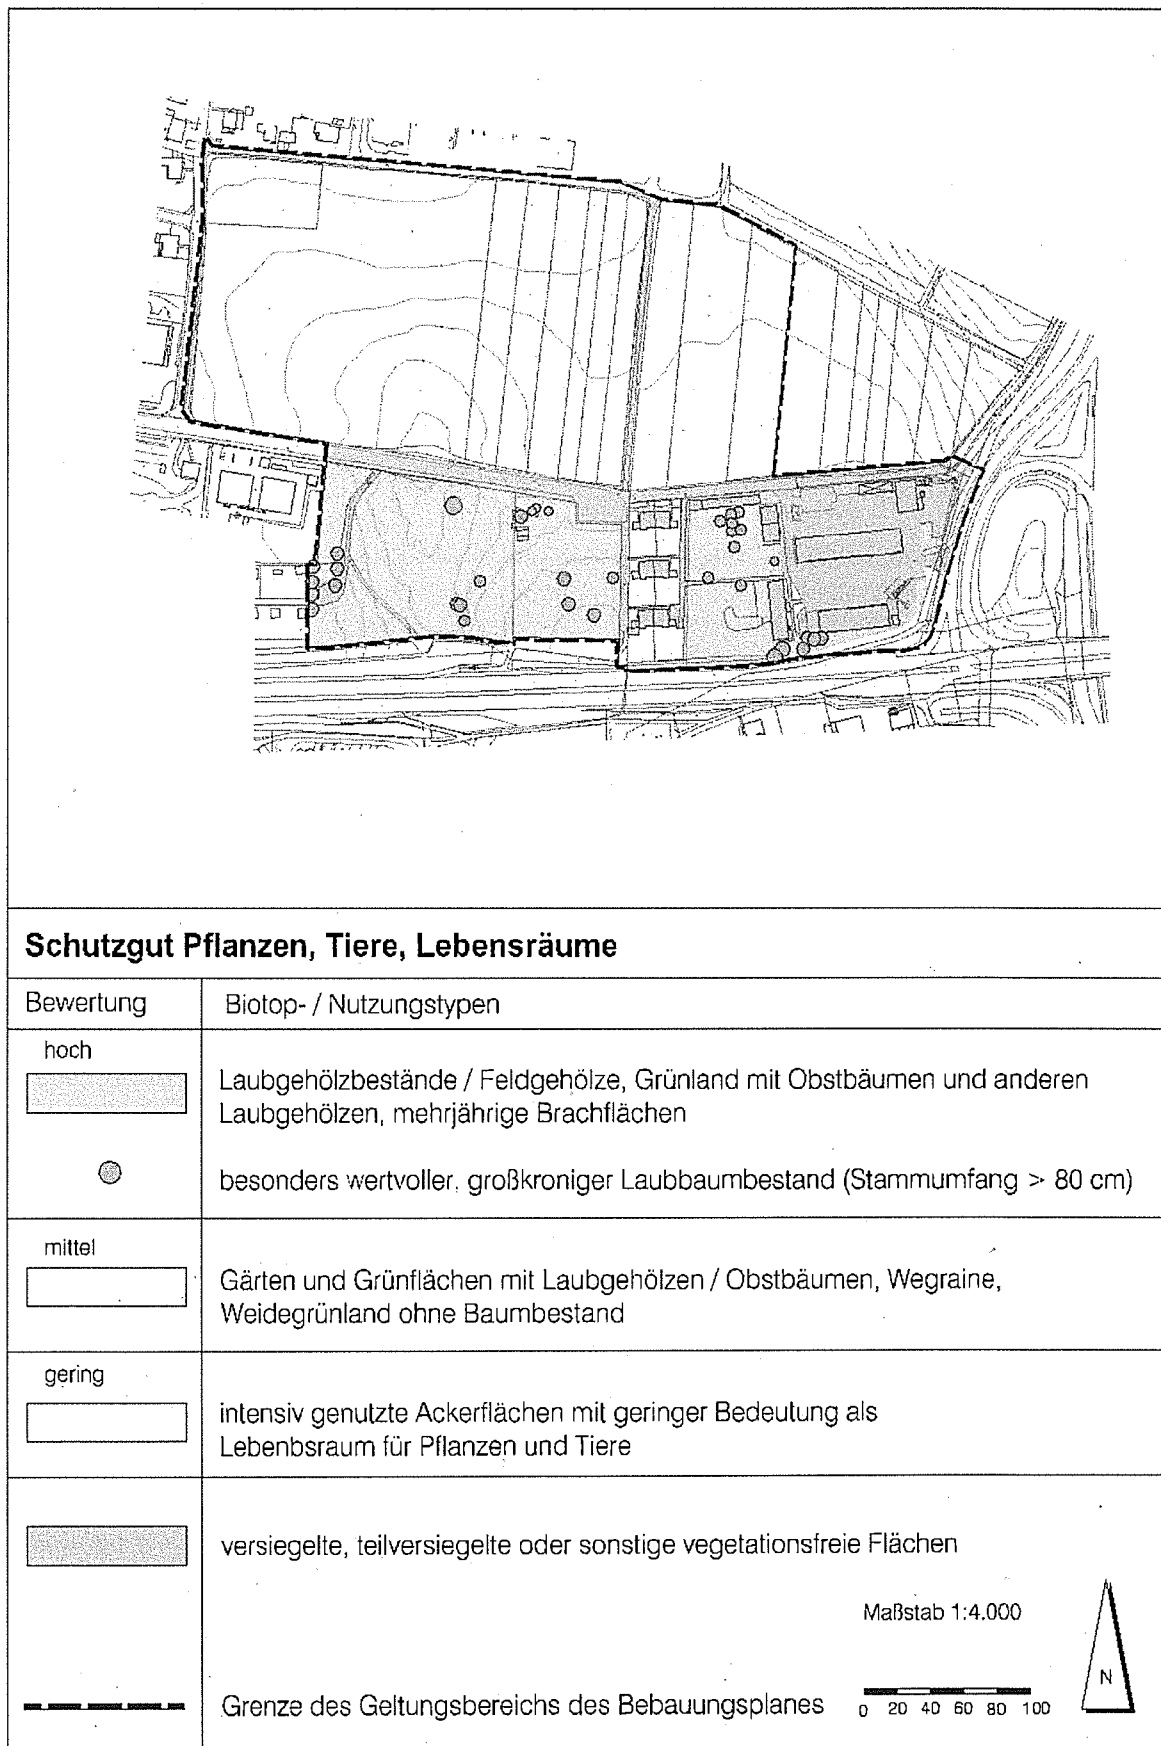 Schutzgut Pflanzen, Tiere, Lebensräume
Bewertung
Biotop- / Nutzungstypen
hoch
Laubgehölzbestände / Feldgehölze, Grünland mit Obstbäumen und anderen
Laubgehölzen, mehrjährige Brachflächen
besonders wertvoller, großkroniger Laubbaumbestand (Stammumfang > 80 cm)
mittel
Gärten und Grünflächen mit Laubgehölzen / Obstbäumen, Wegraine,
Weidegrünland ohne Baumbestand
gering
intensiv genutzte Ackerflächen mit geringer Bedeutung als
Lebenbsraum für Pflanzen und Tiere
versiegelte, teilversiegelte oder sonstige vegetationsfreie Flächen
Maßstab 1:4.000
N
Grenze des Geltungsbereichs des Bebauungsplanes
0 20 40 60 80 100